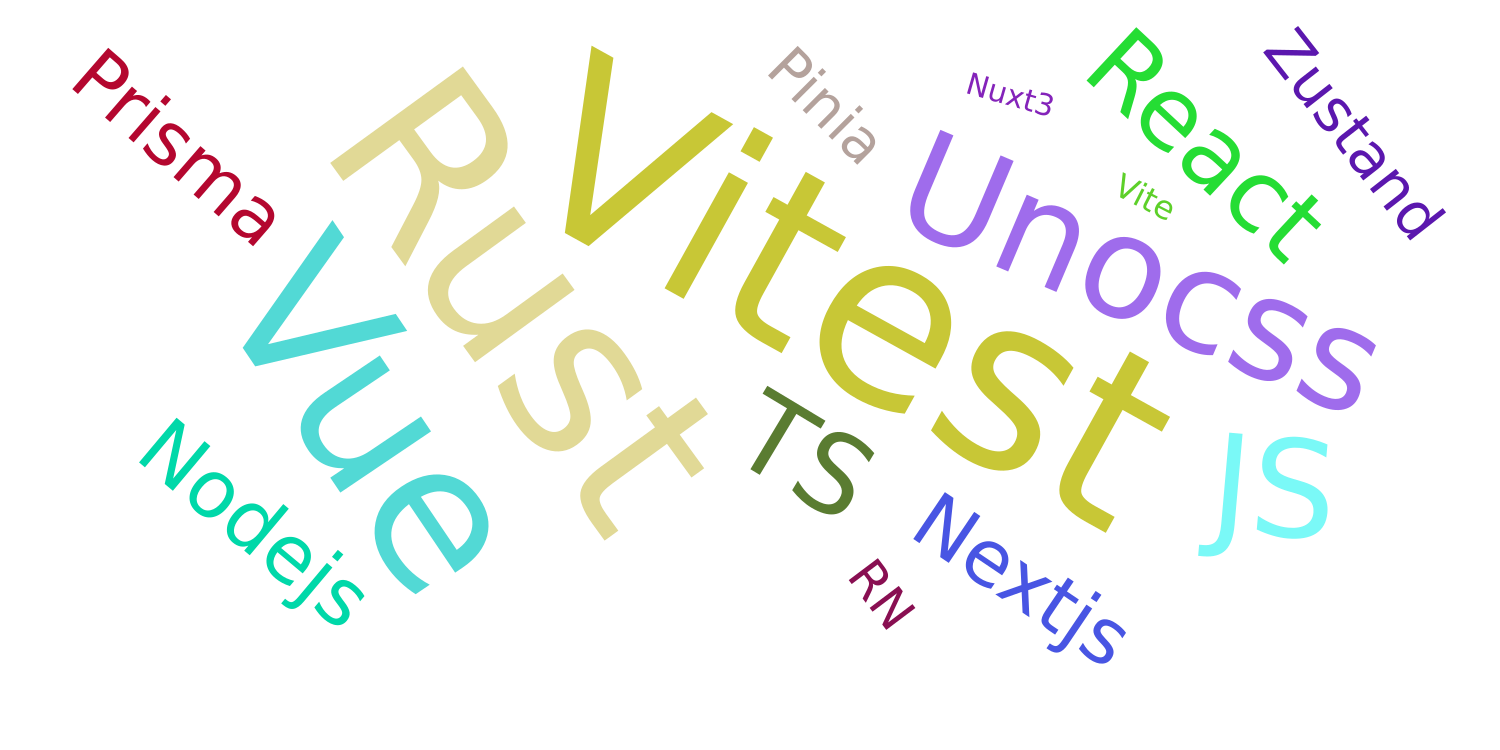 Prisma
Rust
Vitest
Pinia
Nuxt3
React
Zustand
Unocss
Vite
Vue
TS
JS
Nodejs
Nextjs
RN